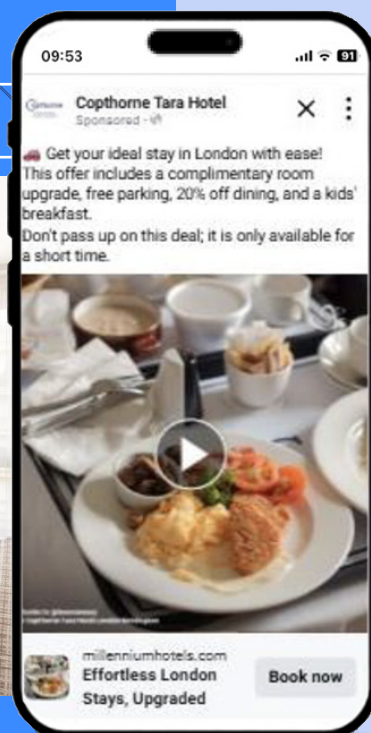 09:53
91
Copthorne Tara Hotel
Sponsored ·
🚗 Get your ideal stay in London with ease!
This offer includes a complimentary room
upgrade, free parking, 20% off dining, and a kids'
breakfast.
Don't pass up on this deal; it is only available for
a short time.
millenniumhotels.com
Effortless London
Stays, Upgraded
Book now